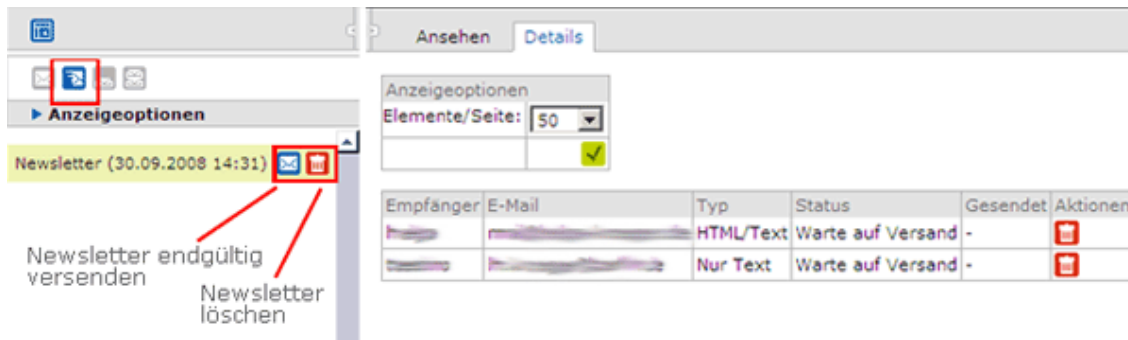 Ansehen Details
Anzeigeoptionen
Anzeigeoptionen
Elemente/Seite: 50
Newsletter (30.09.2008 14:31)
Empfänger E-Mail Typ Status Gesendet Aktionen
HTML/Text Warte auf Versand -
Nur Text Warte auf Versand -
Newsletter endgültig
versenden
Newsletter
löschen